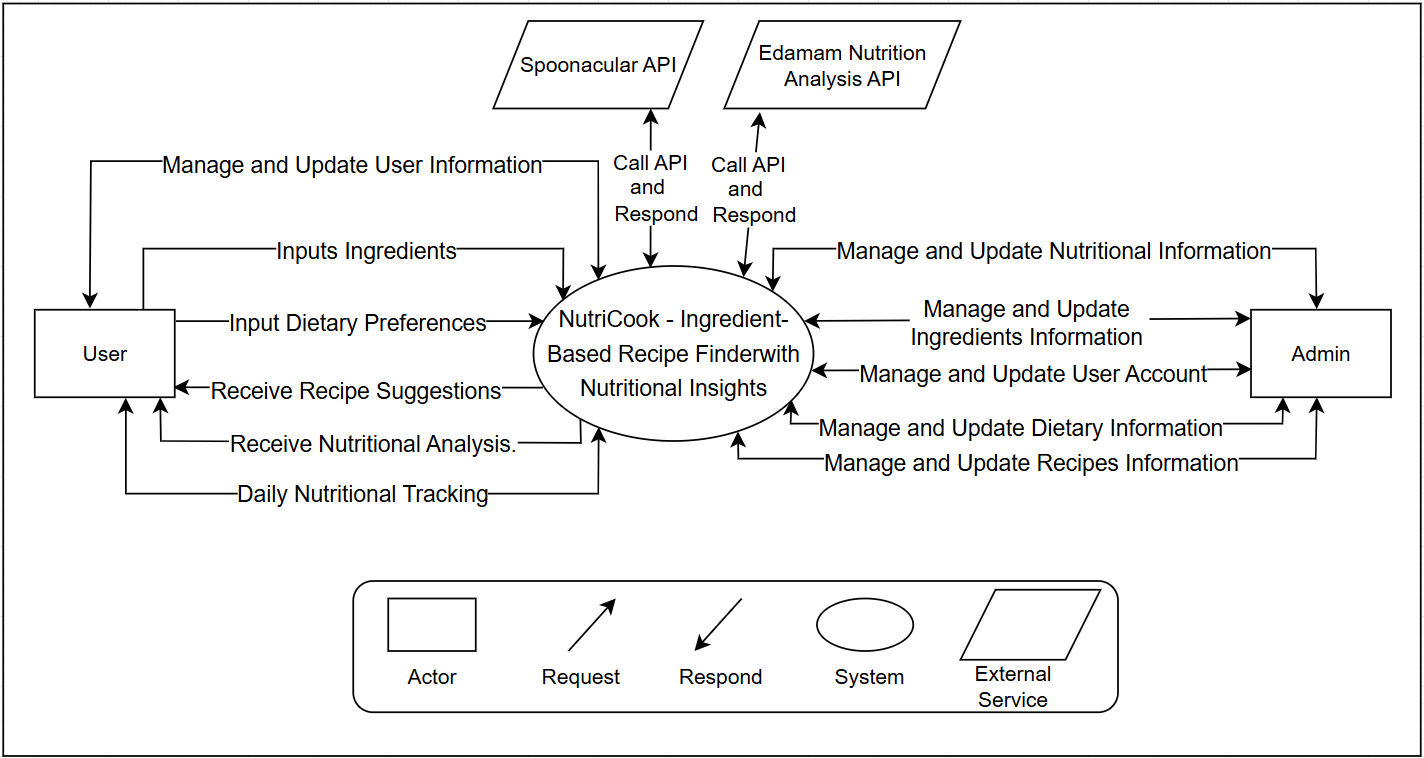 Spoonacular API
Edamam Nutrition
Analysis API
Manage and Update User Information
Call API
and
Respond
Call API
and
Respond
Inputs Ingredients
Manage and Update Nutritional Information
User
Input Dietary Preferences
NutriCook - Ingredient-
Based Recipe Finderwith
Nutritional Insights
Manage and Update
Ingredients Information
Admin
Receive Recipe Suggestions
Manage and Update User Account
Receive Nutritional Analysis.
Manage and Update Dietary Information
Manage and Update Recipes Information
Daily Nutritional Tracking
Actor
Request
Respond
System
External
Service